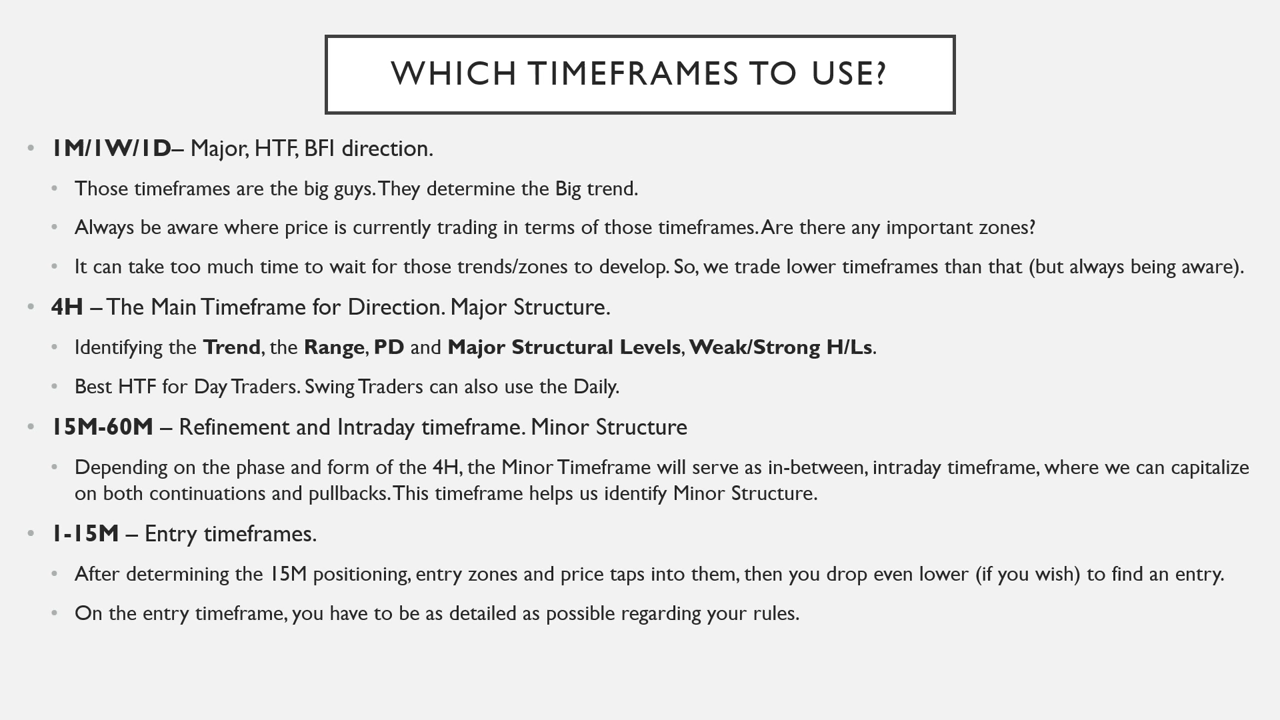 WHICH TIMEFRAMES TO USE?
• 1M/1W/1D– Major, HTF, BFI direction.
• Those timeframes are the big guys. They determine the Big trend.
• Always be aware where price is currently trading in terms of those timeframes. Are there any important zones?
• It can take too much time to wait for those trends/zones to develop. So, we trade lower timeframes than that (but always being aware).
• 4H – The Main Timeframe for Direction. Major Structure.
• Identifying the Trend, the Range, PD and Major Structural Levels, Weak/Strong H/Ls.
• Best HTF for Day Traders. Swing Traders can also use the Daily.
• 15M-60M – Refinement and Intraday timeframe. Minor Structure
• Depending on the phase and form of the 4H, the Minor Timeframe will serve as in-between, intraday timeframe, where we can capitalize
on both continuations and pullbacks. This timeframe helps us identify Minor Structure.
• 1-15M – Entry timeframes.
• After determining the 15M positioning, entry zones and price taps into them, then you drop even lower (if you wish) to find an entry.
• On the entry timeframe, you have to be as detailed as possible regarding your rules.